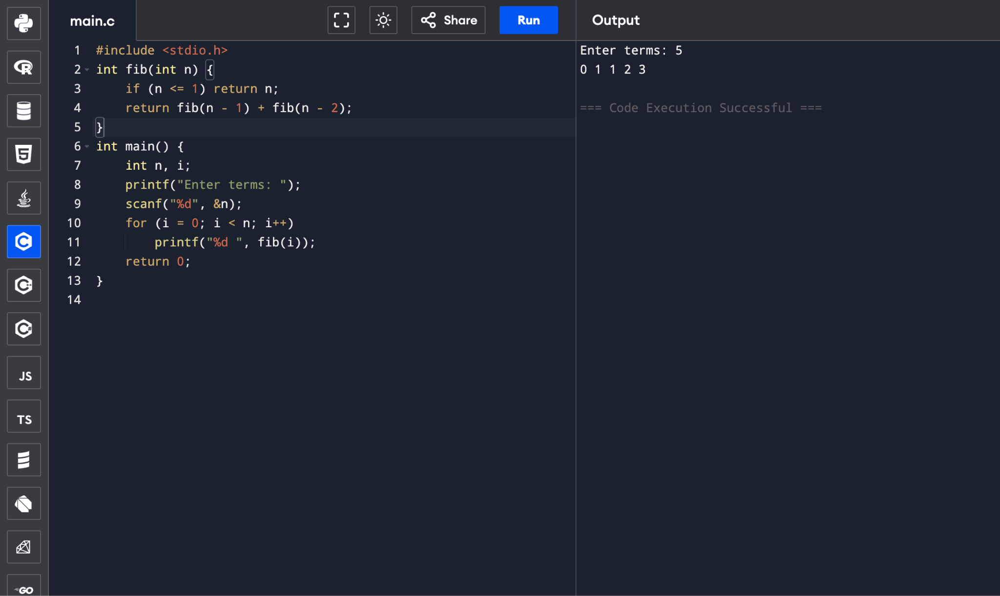 main.c
Share
Run
Output
1 #include <stdio.h>
2 int fib(int n) {
3     if (n <= 1) return n;
4     return fib(n - 1) + fib(n - 2);
5 }
6 int main() {
7     int n, i;
8     printf("Enter terms: ");
9     scanf("%d", &n);
10     for (i = 0; i < n; i++)
11         printf("%d ", fib(i));
12     return 0;
13 }
14
Enter terms: 5
0 1 1 2 3
=== Code Execution Successful ===
R
5
C
C++
C#
JS
TS
GO